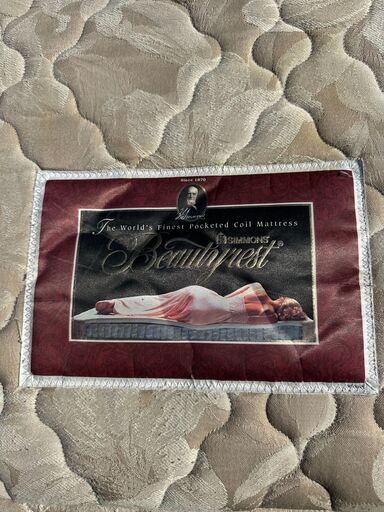 Since 1870
The World's Finest Pocketed Coil Mattress
SIMMONS
Beautyrest®